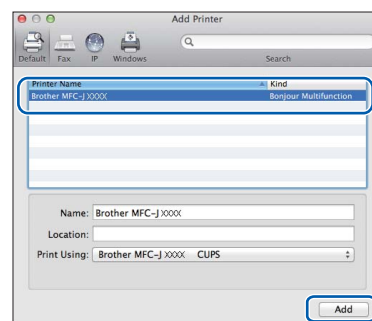 Add Printer
Default Fax IP Windows Search
Printer Name Kind
Brother MFC-J XXXX Bonjour Multifunction
Name: Brother MFC-J XXXX
Location:
Print Using: Brother MFC-J XXXX CUPS
Add